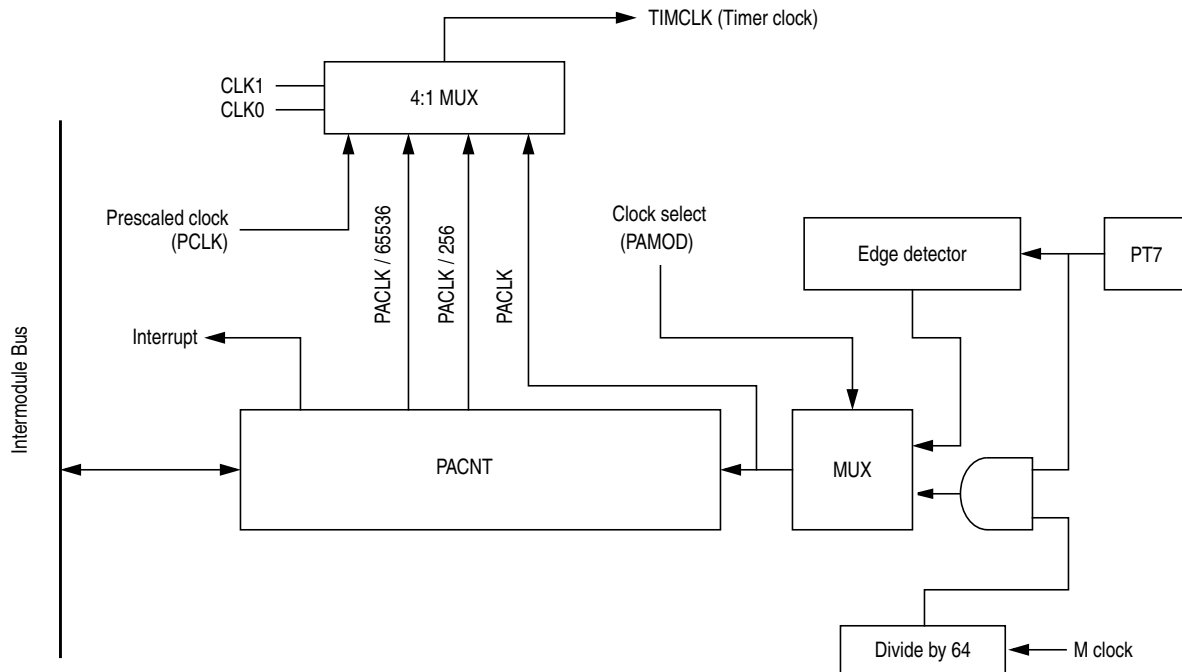 TIMCLK (Timer clock)
CLK1
CLK0
4:1 MUX
Prescaled clock
(PCLK)
PACLK / 65536
PACLK / 256
PACLK
Clock select
(PAMOD)
Edge detector
PT7
Interrupt
Intermodule Bus
PACNT
MUX
Divide by 64
M clock